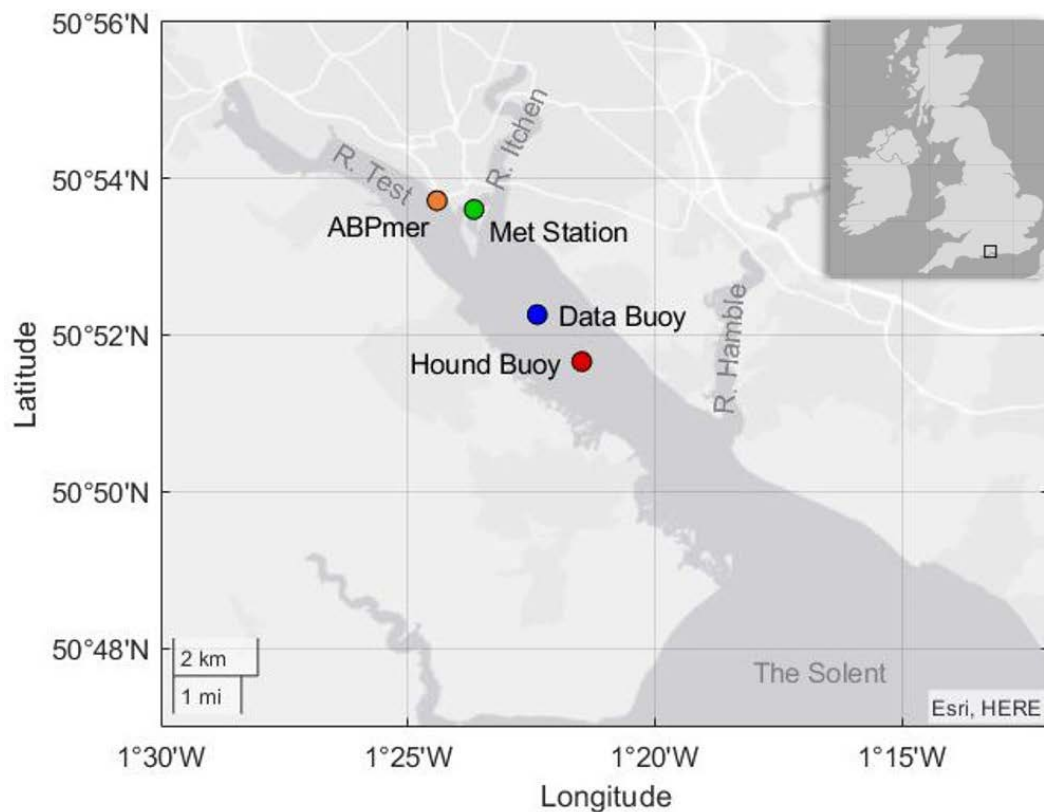 50°56'N
50°54'N
50°52'N
50°50'N
50°48'N
Latitude
R. Test
R. Itchen
ABPmer
Met Station
Data Buoy
Hound Buoy
R. Hamble
The Solent
2 km
1 mi
Esri, HERE
1°30'W
1°25'W
1°20'W
1°15'W
Longitude